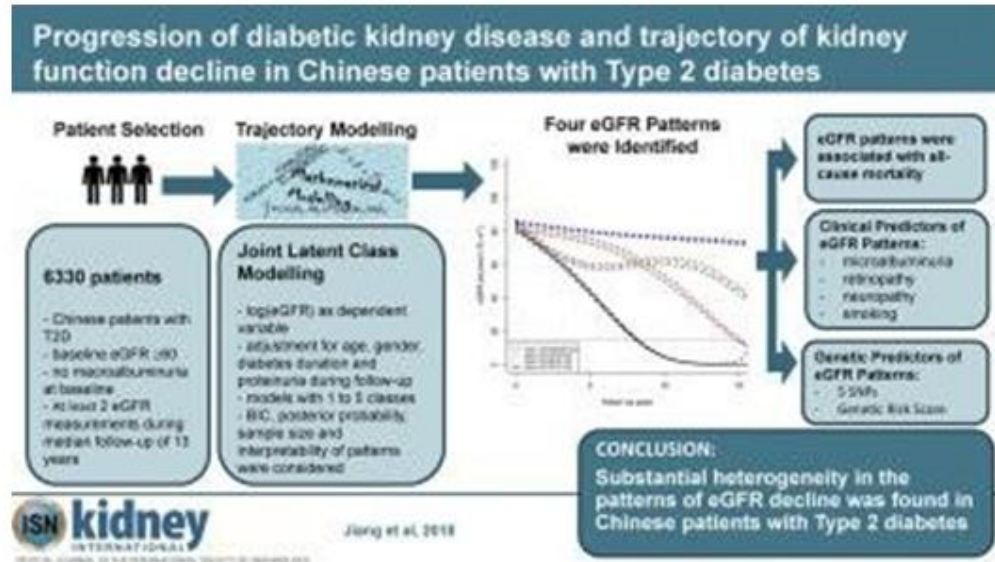 Progression of diabetic kidney disease and trajectory of kidney
function decline in Chinese patients with Type 2 diabetes
Patient Selection
6330 patients
- Chinese patients with
T2D
- baseline eGFR ≥60
- no macroalbuminuria
at baseline
- At least 2 eGFR
measurements during
median follow-up of 13
years
Trajectory Modelling
Mathematical
Modelling
Joint Latent Class
Modelling
- log(eGFR) as dependent
variable
- adjustment for age, gender,
diabetes duration and
proteinuria during follow-up
- models with 1 to 5 classes
- BIC, posterior probability,
sample size and
interpretability of patterns
were considered
Four eGFR Patterns
were Identified
eGFR patterns were
associated with all-
cause mortality
Clinical Predictors of
eGFR Patterns:
- microalbuminuria
- retinopathy
- neuropathy
- smoking
Genetic Predictors of
eGFR Patterns:
- 5 SNPs
- Genetic Risk Score
CONCLUSION:
Substantial heterogeneity in the
patterns of eGFR decline was found in
Chinese patients with Type 2 diabetes
ISN kidney
INTERNATIONAL
Jiang et al, 2018